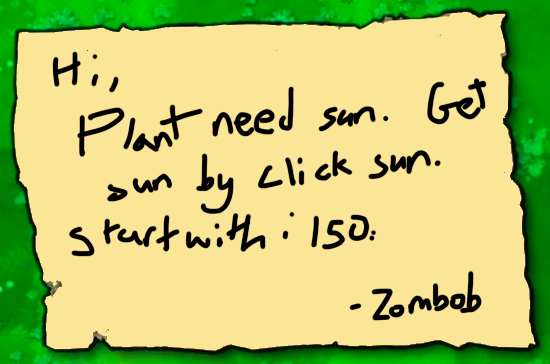 Hi,
Plant need sun. Get
sun by click sun.
start with : 150:
-Zombob